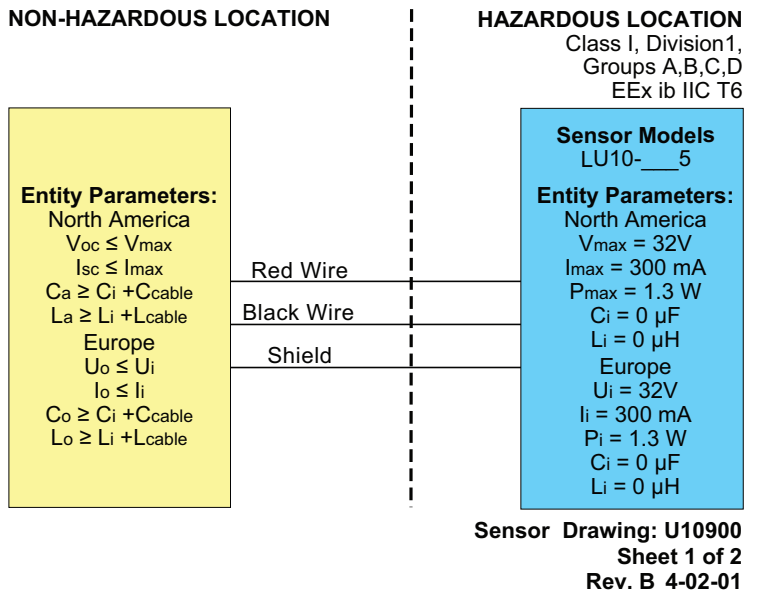 NON-HAZARDOUS LOCATION
HAZARDOUS LOCATION
Class I, Division1,
Groups A,B,C,D
EEx ib IIC T6
Entity Parameters:
North America
Voc ≤ Vmax
Isc ≤ Imax
Ca ≥ Ci +Ccable
La ≥ Li +Lcable
Europe
Uo ≤ Ui
Io ≤ Ii
Co ≥ Ci +Ccable
Lo ≥ Li +Lcable
Red Wire
Black Wire
Shield
Sensor Models
LU10-___5
Entity Parameters:
North America
Vmax = 32V
Imax = 300 mA
Pmax = 1.3 W
Ci = 0 µF
Li = 0 µH
Europe
Ui = 32V
Ii = 300 mA
Pi = 1.3 W
Ci = 0 µF
Li = 0 µH
Sensor Drawing: U10900
Sheet 1 of 2
Rev. B 4-02-01